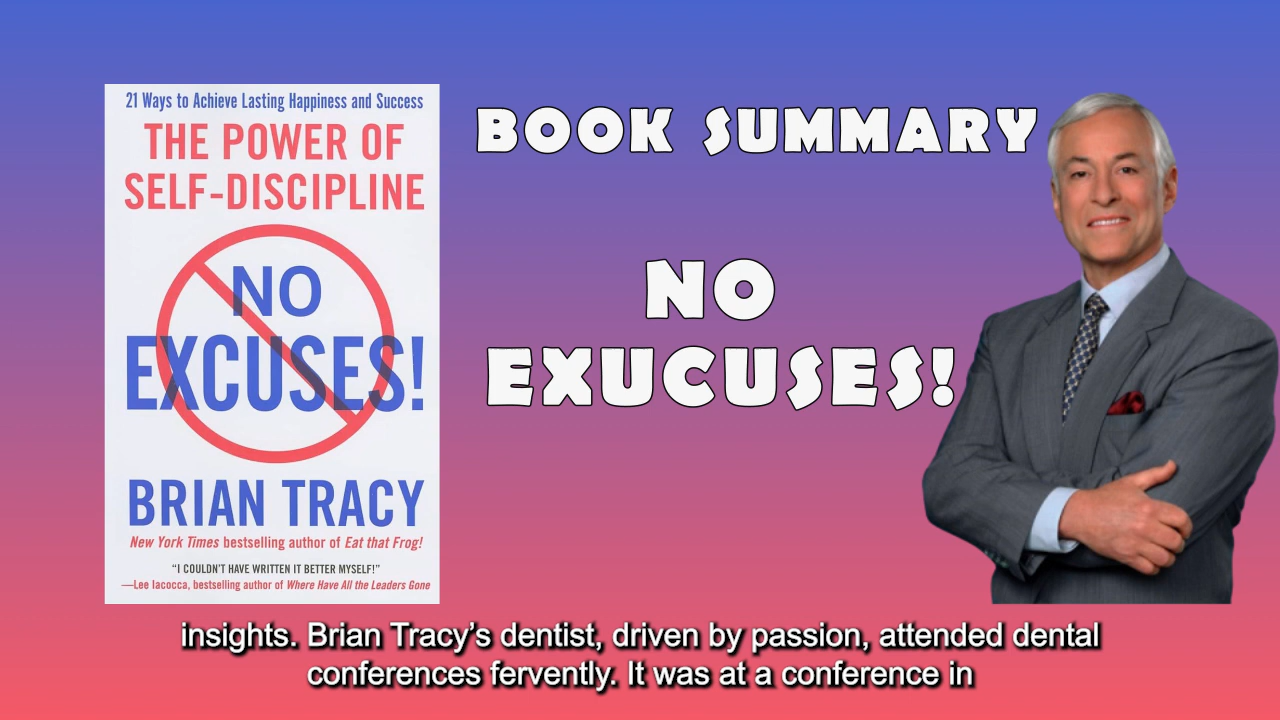 21 Ways to Achieve Lasting Happiness and Success
THE POWER OF
SELF-DISCIPLINE
NO
EXCUSES!
BRIAN TRACY
New York Times bestselling author of Eat that Frog!
"I COULDN'T HAVE WRITTEN IT BETTER MYSELF!"
—Lee Iacocca, bestselling author of Where Have All the Leaders Gone
BOOK SUMMARY
NO
EXUCUSES!
insights. Brian Tracy's dentist, driven by passion, attended dental
conferences fervently. It was at a conference in